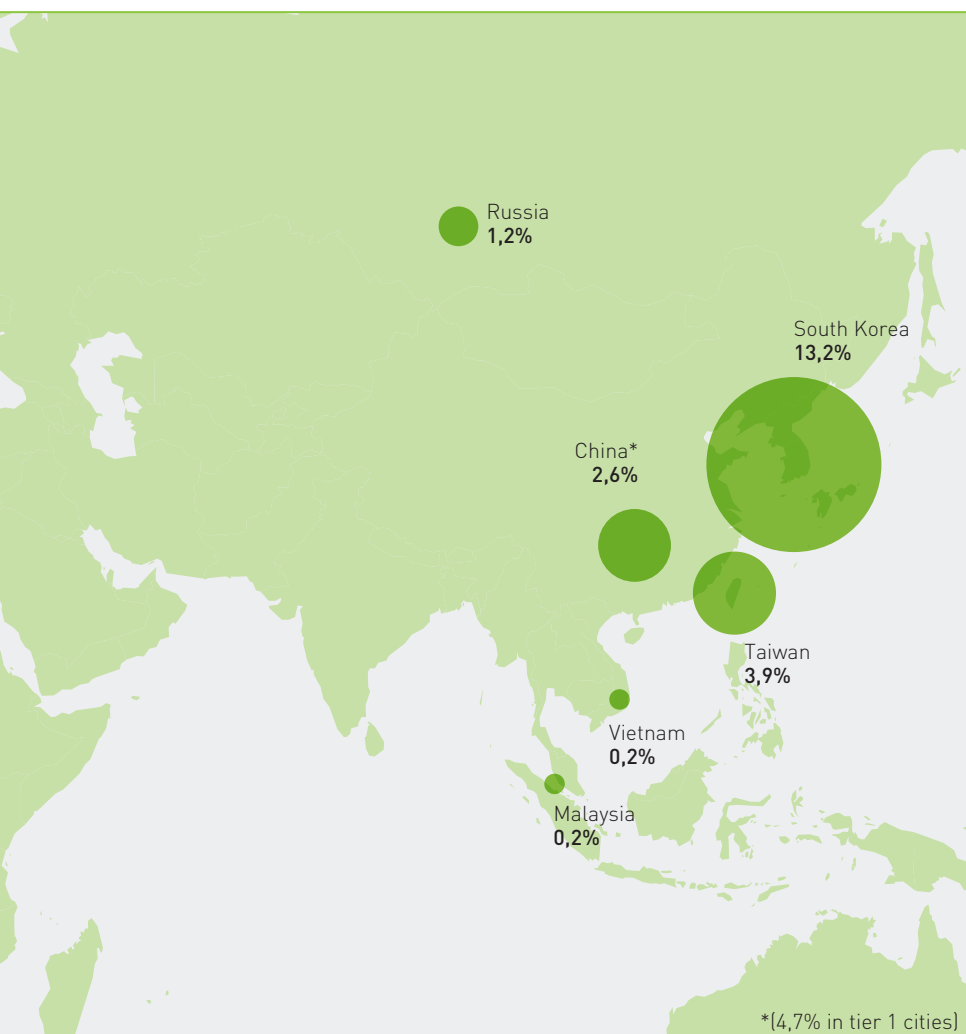 Russia
1,2%
South Korea
13,2%
China*
2,6%
Taiwan
3,9%
Vietnam
0,2%
Malaysia
0,2%
*(4,7% in tier 1 cities)